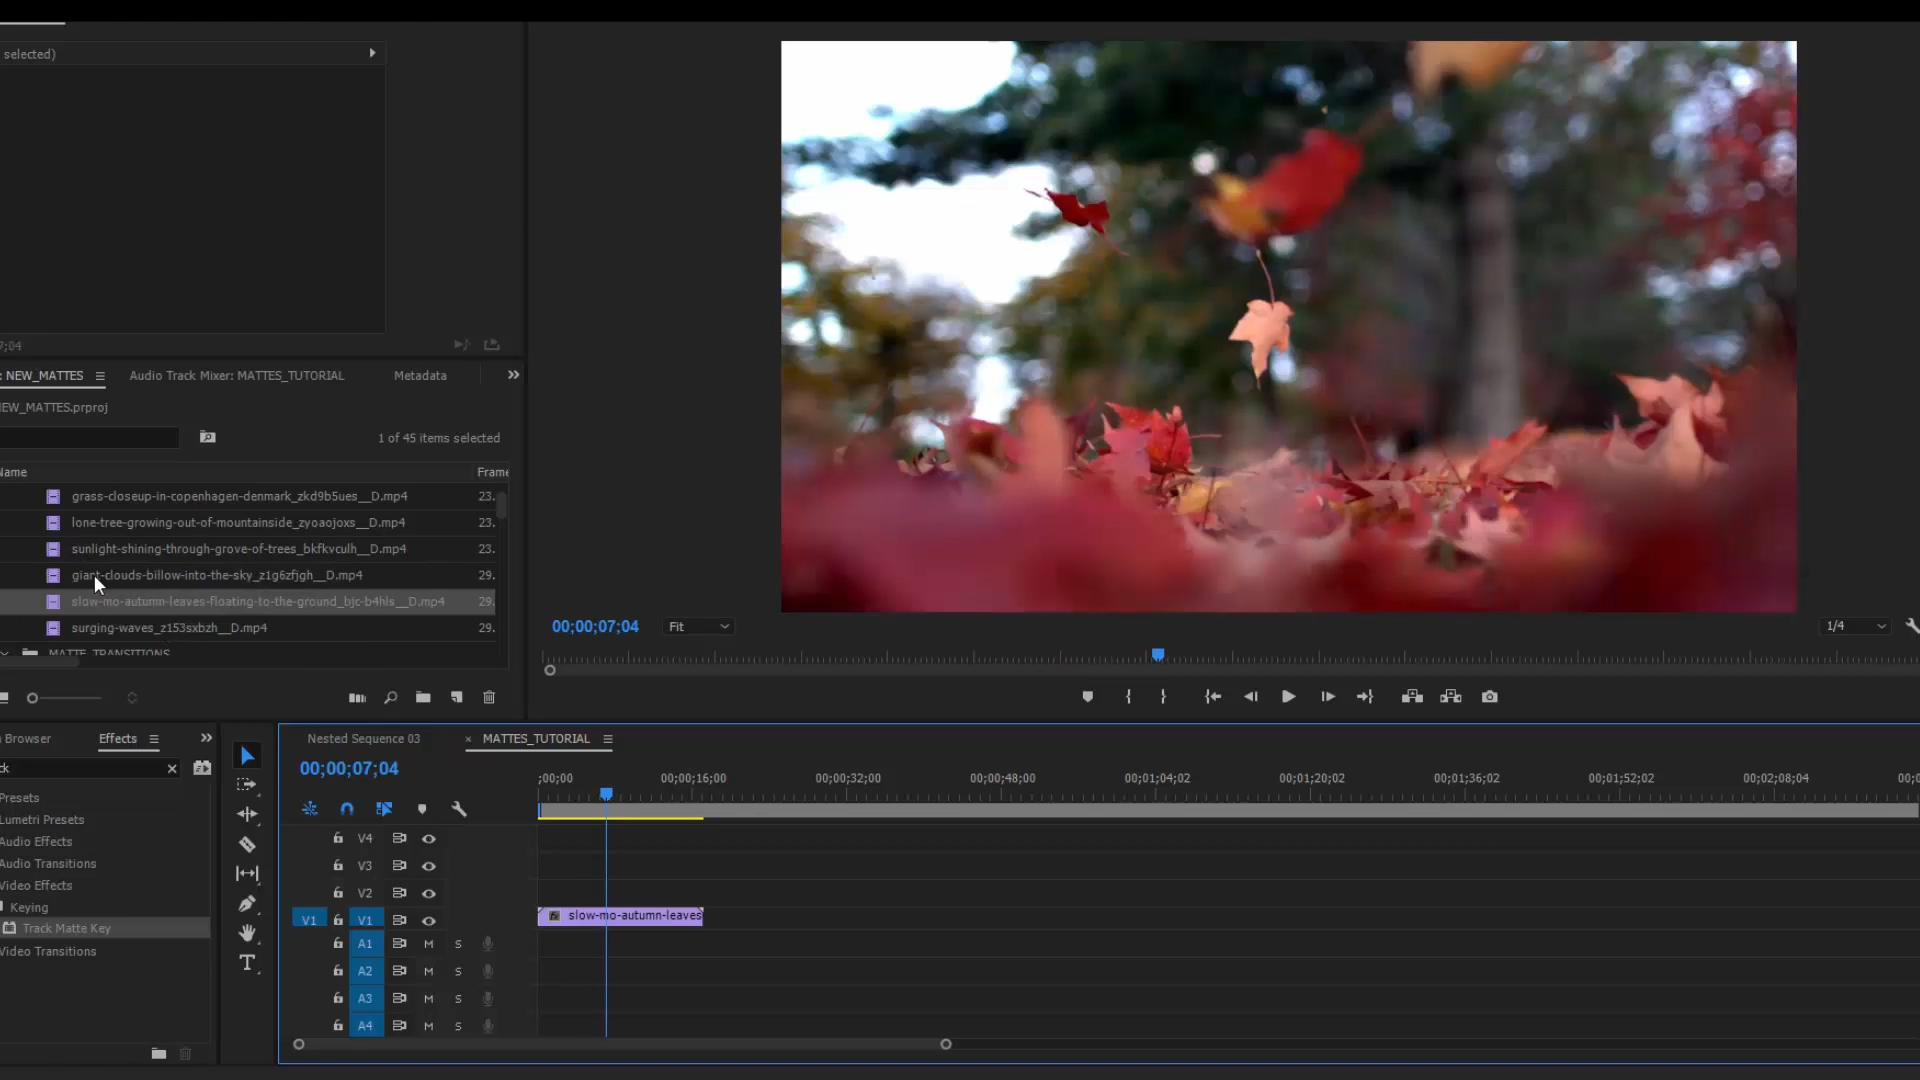 selected)
7;04
: NEW_MATTES
Audio Track Mixer: MATTES_TUTORIAL
Metadata
EW_MATTES.prproj
1 of 45 items selected
Name
Frame
grass-closeup-in-copenhagen-denmark_zkd9b5ues__D.mp4
23.
lone-tree-growing-out-of-mountainside_zyoaojoxs__D.mp4
23.
sunlight-shining-through-grove-of-trees_bkfkvculh__D.mp4
23.
giant-clouds-billow-into-the-sky_z1g6zfjgh__D.mp4
29.
slow-mo-autumn-leaves-floating-to-the-ground_bjc-b4hls__D.mp4
29.
surging-waves_z153sxbzh__D.mp4
29.
MATTE_TRANSITIONS
00;00;07;04
Fit
1/4
Browser
Effects
ck
Presets
Lumetri Presets
Audio Effects
Audio Transitions
Video Effects
Keying
Track Matte Key
Video Transitions
Nested Sequence 03
MATTES_TUTORIAL
00;00;07;04
;00;00
00;00;16;00
00;00;32;00
00;00;48;00
00;01;04;02
00;01;20;02
00;01;36;02
00;01;52;02
00;02;08;04
00;0
V4
V3
V2
V1
V1
slow-mo-autumn-leaves
A1 M S
A2 M S
A3 M S
A4 M S